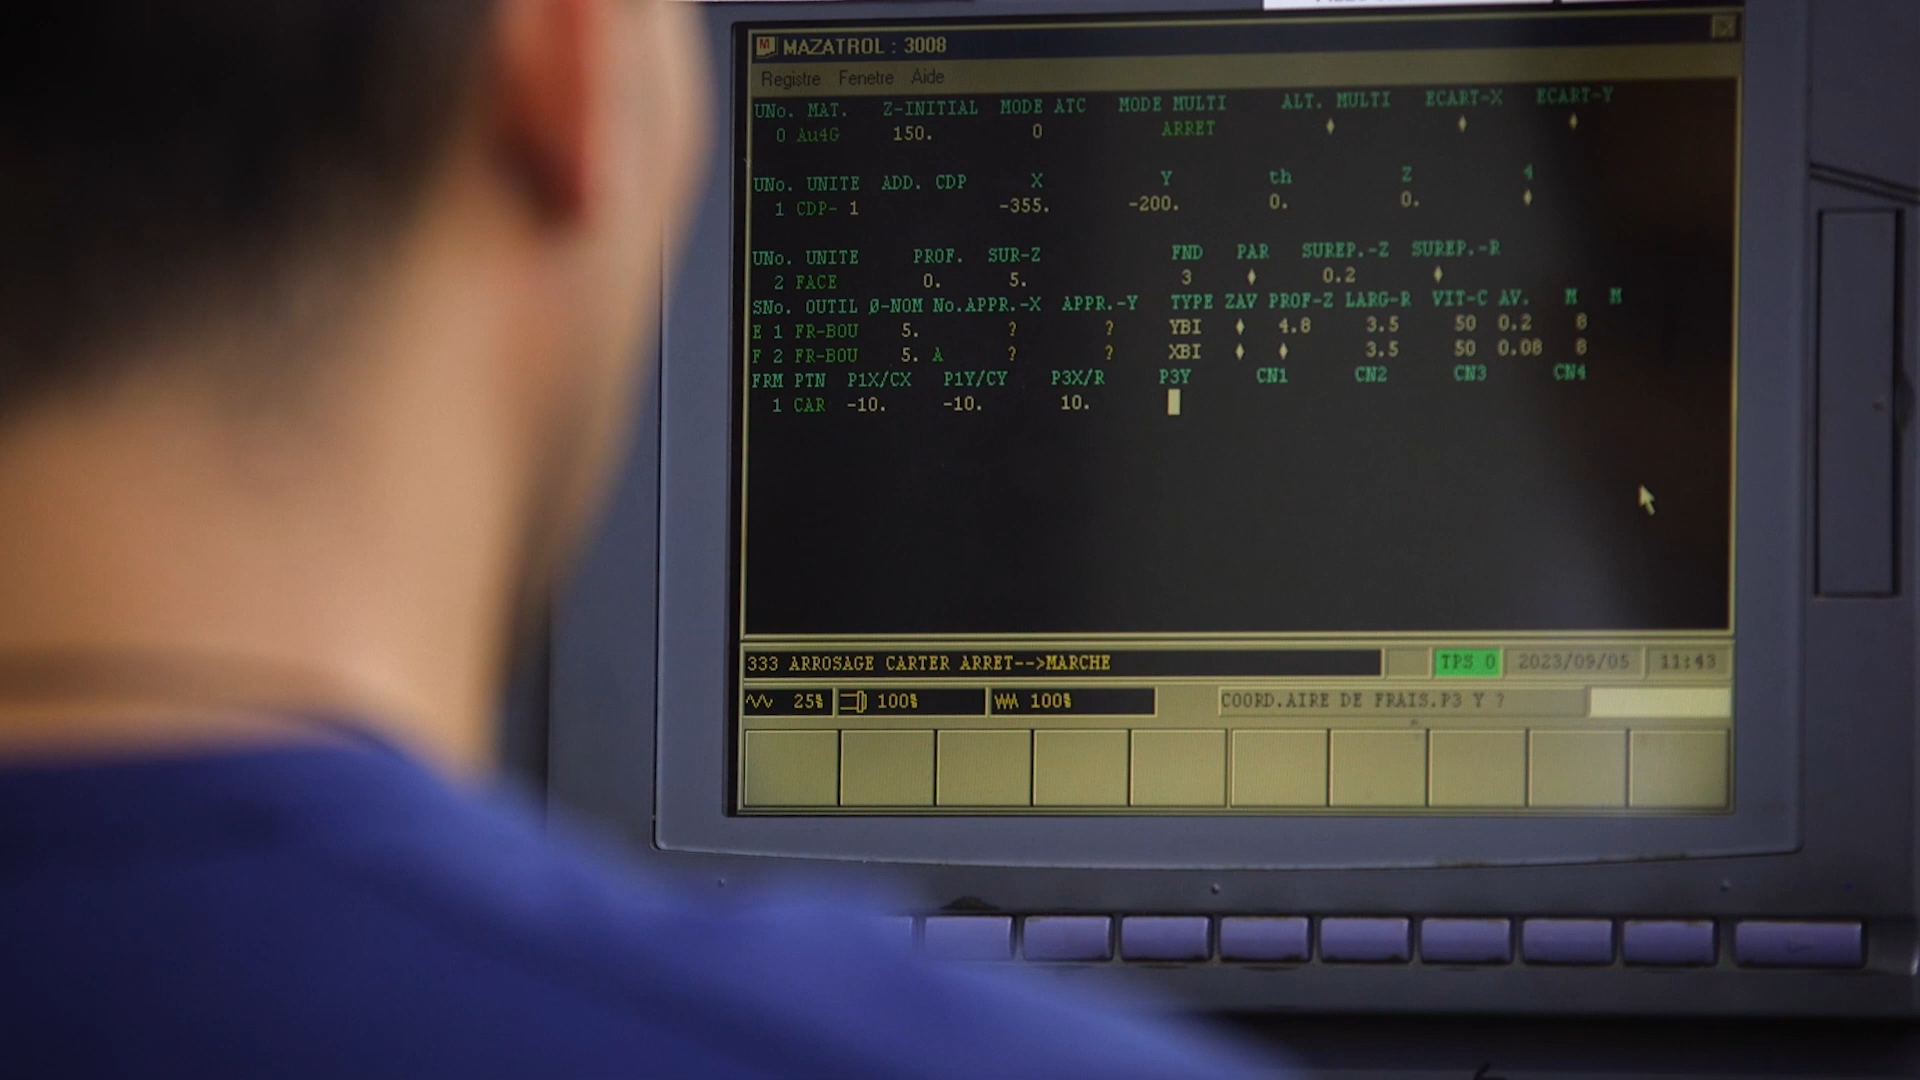 MAZATROL : 3008
Registre Fenetre Aide
UNo. MAT. Z-INITIAL MODE ATC MODE MULTI ALT. MULTI ECART-X ECART-Y
0 Au4G 150. 0 ARRET ♦ ♦ ♦
UNo. UNITE ADD. CDP X Y th Z 4
1 CDP- 1 -355. -200. 0. 0. ♦
UNo. UNITE PROF. SUR-Z FND PAR SUREP.-Z SUREP.-R
2 FACE 0. 5. 3 ♦ 0.2 ♦
SNo. OUTIL Ø-NOM No.APPR.-X APPR.-Y TYPE ZAV PROF-Z LARG-R VIT-C AV. M M
E 1 FR-BOU 5. ? ? YBI ♦ 4.8 3.5 50 0.2 8
F 2 FR-BOU 5. A ? ? XBI ♦ ♦ 3.5 50 0.08 8
FRM PTN P1X/CX P1Y/CY P3X/R P3Y CN1 CN2 CN3 CN4
1 CAR -10. -10. 10.
333 ARROSAGE CARTER ARRET-->MARCHE TPS 0 2023/09/05 11:43
25% 100% 100% COORD.AIRE DE FRAIS.P3 Y ?